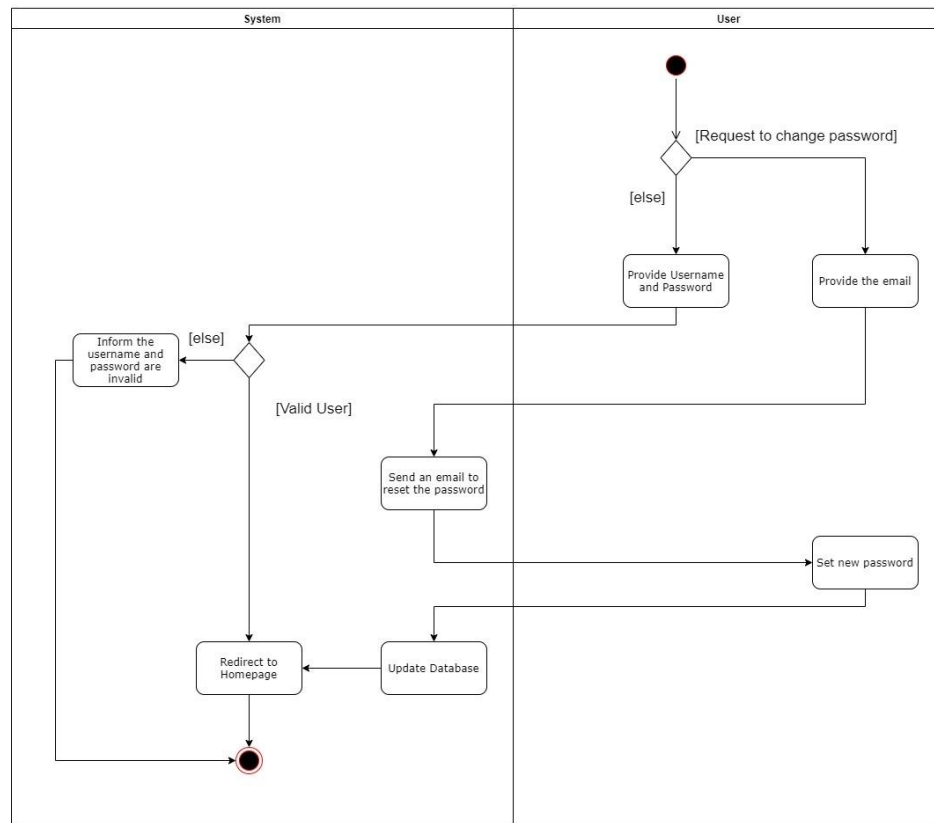 System
User
[Request to change password]
[else]
Provide Username
and Password
Provide the email
Inform the
username and
password are
invalid
[else]
[Valid User]
Send an email to
reset the password
Set new password
Redirect to
Homepage
Update Database